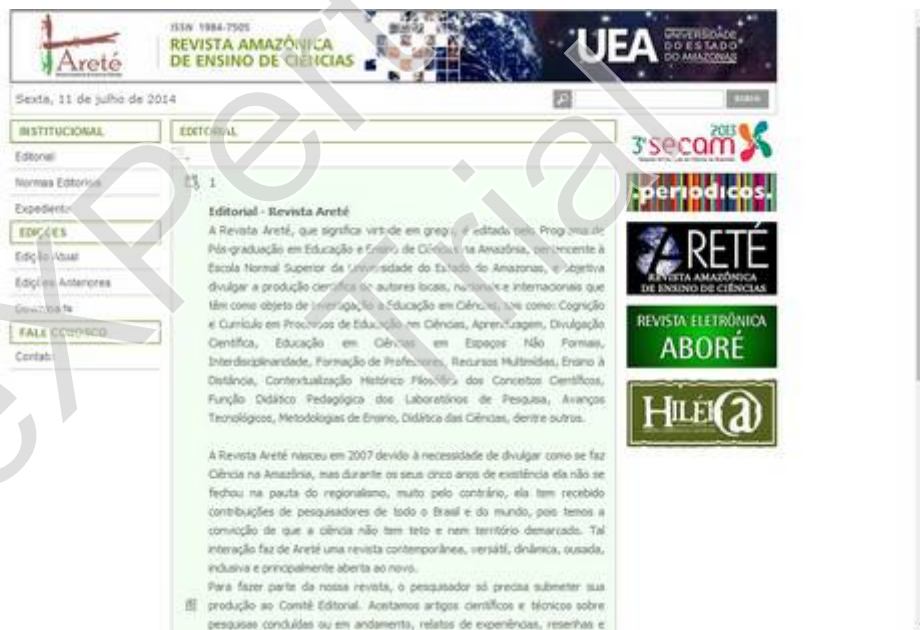 Areté
ISSN 1984-7505
REVISTA AMAZÔNICA
DE ENSINO DE CIÊNCIAS
UEA
UNIVERSIDADE
DO ESTADO
DO AMAZONAS
Sexta, 11 de julho de 2014
INSTITUCIONAL
Editorial
Normas Editoriais
Expediente
EDIÇÕES
Edição Atual
Edições Anteriores
Downloads
FALE CONOSCO
Contato
EDITORIAL
1
Editorial - Revista Areté
A Revista Areté, que significa virtude em grego, é editada pelo Programa de
Pós-graduação em Educação e Ensino de Ciências na Amazônia, pertencente à
Escola Normal Superior da Universidade do Estado do Amazonas, e objetiva
divulgar a produção científica de autores locais, nacionais e internacionais que
têm como objeto de investigação a Educação em Ciências, tais como: Cognição
e Currículo em Processos de Educação em Ciências, Aprendizagem, Divulgação
Científica, Educação em Ciências em Espaços Não Formais,
Interdisciplinaridade, Formação de Professores, Recursos Multimídias, Ensino à
Distância, Contextualização Histórico Filosófica dos Conceitos Científicos,
Função Didático Pedagógica dos Laboratórios de Pesquisa, Avanços
Tecnológicos, Metodologias de Ensino, Didática das Ciências, dentre outros.
A Revista Areté nasceu em 2007 devido à necessidade de divulgar como se faz
Ciência na Amazônia, mas durante os seus cinco anos de existência ela não se
fechou na pauta do regionalismo, muito pelo contrário, ela tem recebido
contribuições de pesquisadores de todo o Brasil e do mundo, pois temos a
convicção de que a ciência não tem teto e nem território demarcado. Tal
interação faz de Areté uma revista contemporânea, versátil, dinâmica, ousada,
inclusiva e principalmente aberta ao novo.
Para fazer parte da nossa revista, o pesquisador só precisa submeter sua
produção ao Comitê Editorial. Aceitamos artigos científicos e técnicos sobre
pesquisas concluídas ou em andamento, relatos de experiências, resenhas e
3ª secam 2013
.periodicos.
ARETÉ
REVISTA AMAZÔNICA
DE ENSINO DE CIÊNCIAS
REVISTA ELETRÔNICA
ABORÉ
HILÉI@
eXPert
Trial